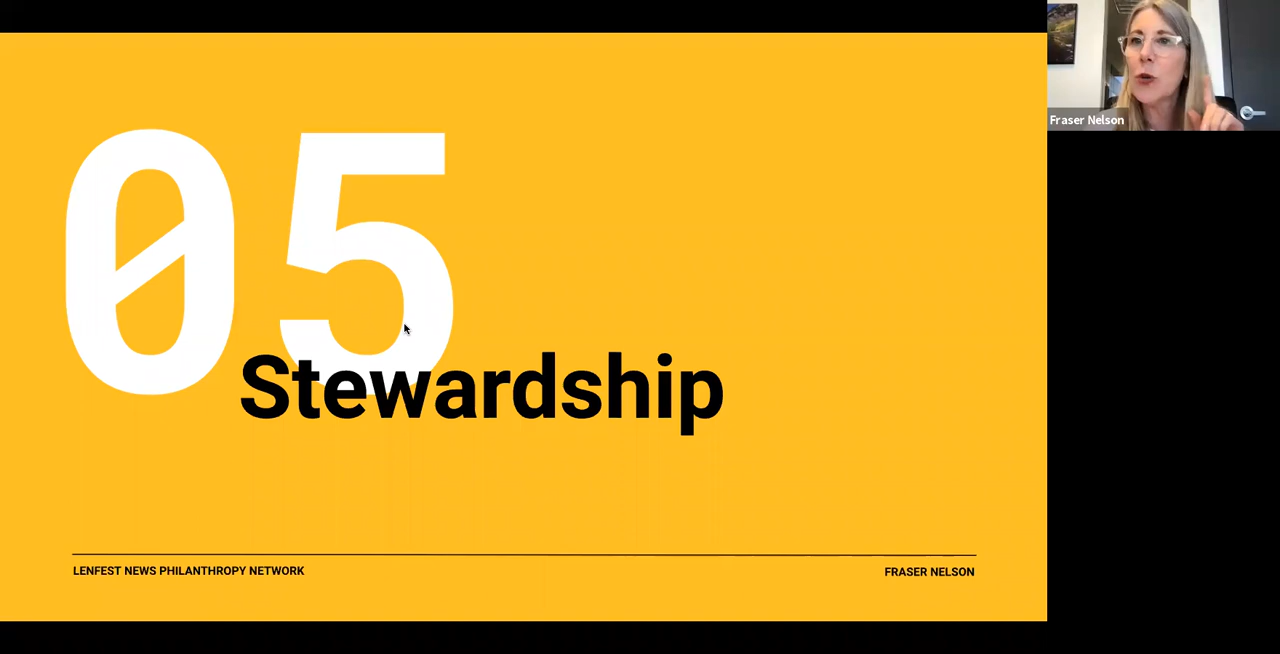 05
Stewardship
LENFEST NEWS PHILANTHROPY NETWORK
FRASER NELSON
Fraser Nelson